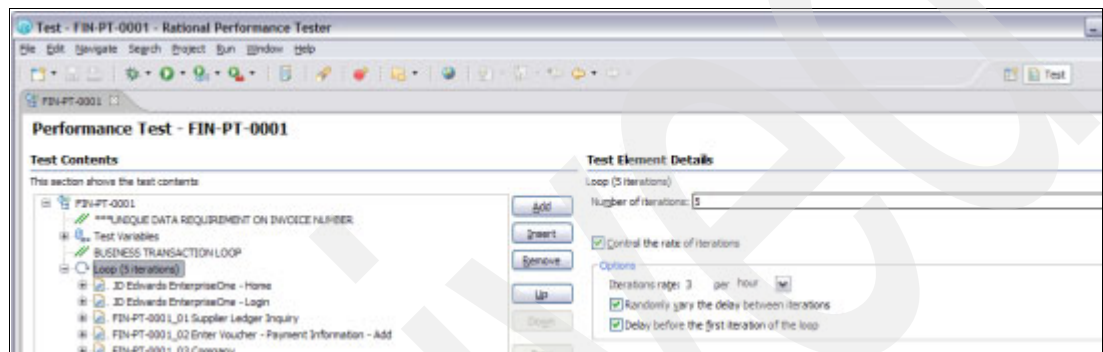 Test - FIN-PT-0001 - Rational Performance Tester
File Edit Navigate Search Project Run Window Help
Test
FIN-PT-0001
Performance Test - FIN-PT-0001
Test Contents
This section shows the test contents
FIN-PT-0001
***UNIQUE DATA REQUIREMENT ON INVOICE NUMBER
Test Variables
BUSINESS TRANSACTION LOOP
Loop (5 iterations)
JD Edwards EnterpriseOne - Home
JD Edwards EnterpriseOne - Login
FIN-PT-0001_01 Supplier Ledger Inquiry
FIN-PT-0001_02 Enter Voucher - Payment Information - Add
FIN-PT-0001_03 Company
Add
Insert
Remove
Up
Down
Test Element Details
Loop (5 iterations)
Number of iterations: 5
Control the rate of iterations
Options
Iterations rate: 3 per hour
Randomly vary the delay between iterations
Delay before the first iteration of the loop